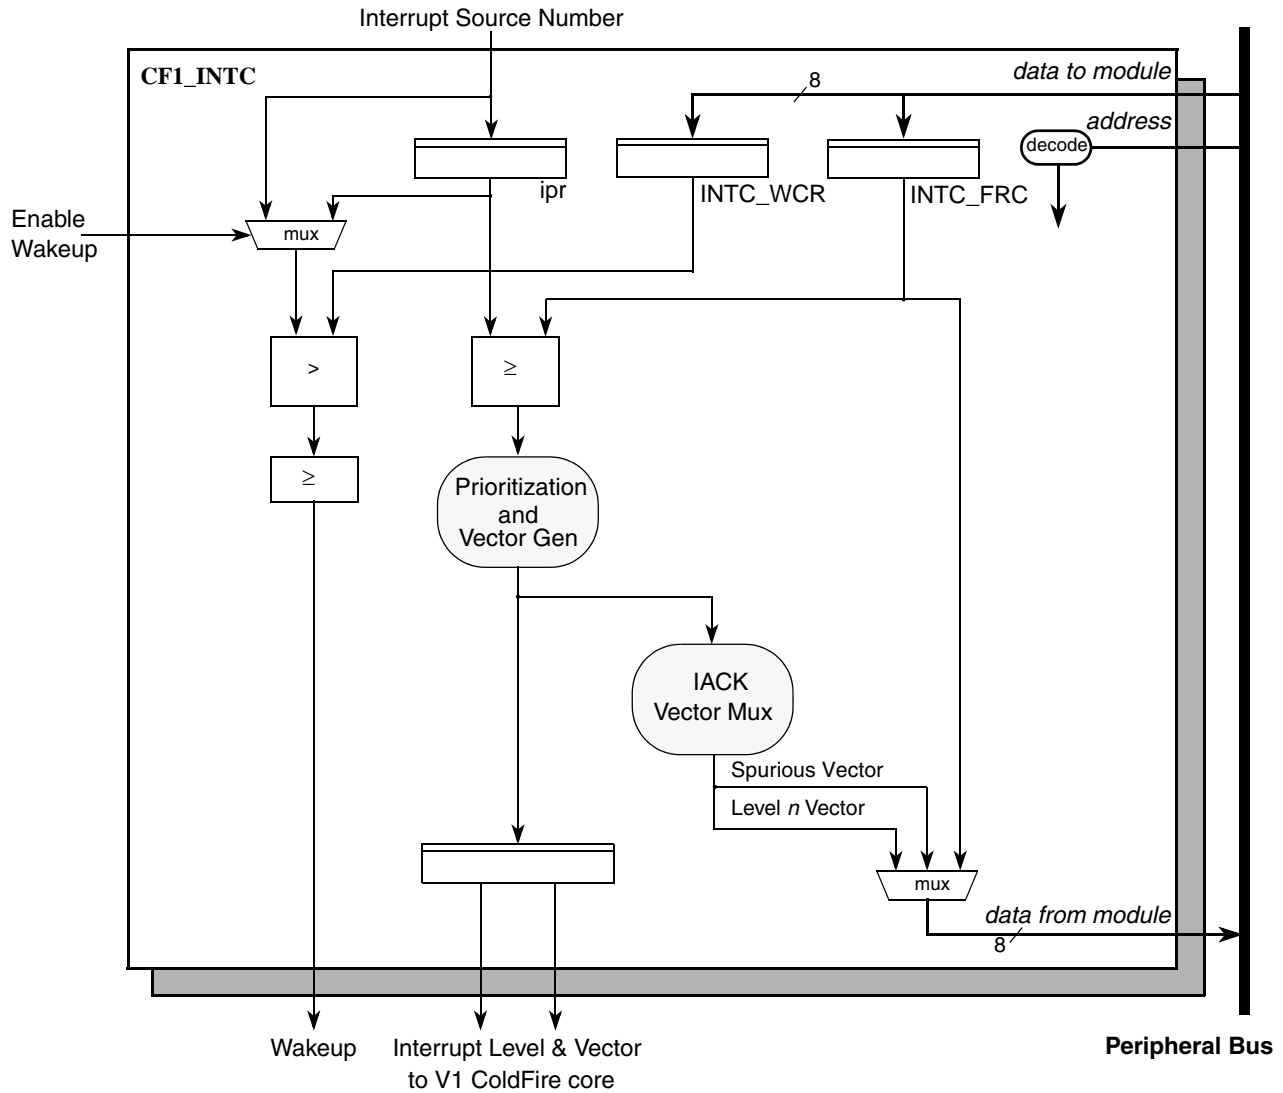 Interrupt Source Number
CF1_INTC
data to module
8
address
decode
ipr
INTC_WCR
INTC_FRC
Enable
Wakeup
mux
>
≥
≥
Prioritization
and
Vector Gen
IACK
Vector Mux
Spurious Vector
Level n Vector
mux
data from module
8
Wakeup
Interrupt Level & Vector
to V1 ColdFire core
Peripheral Bus